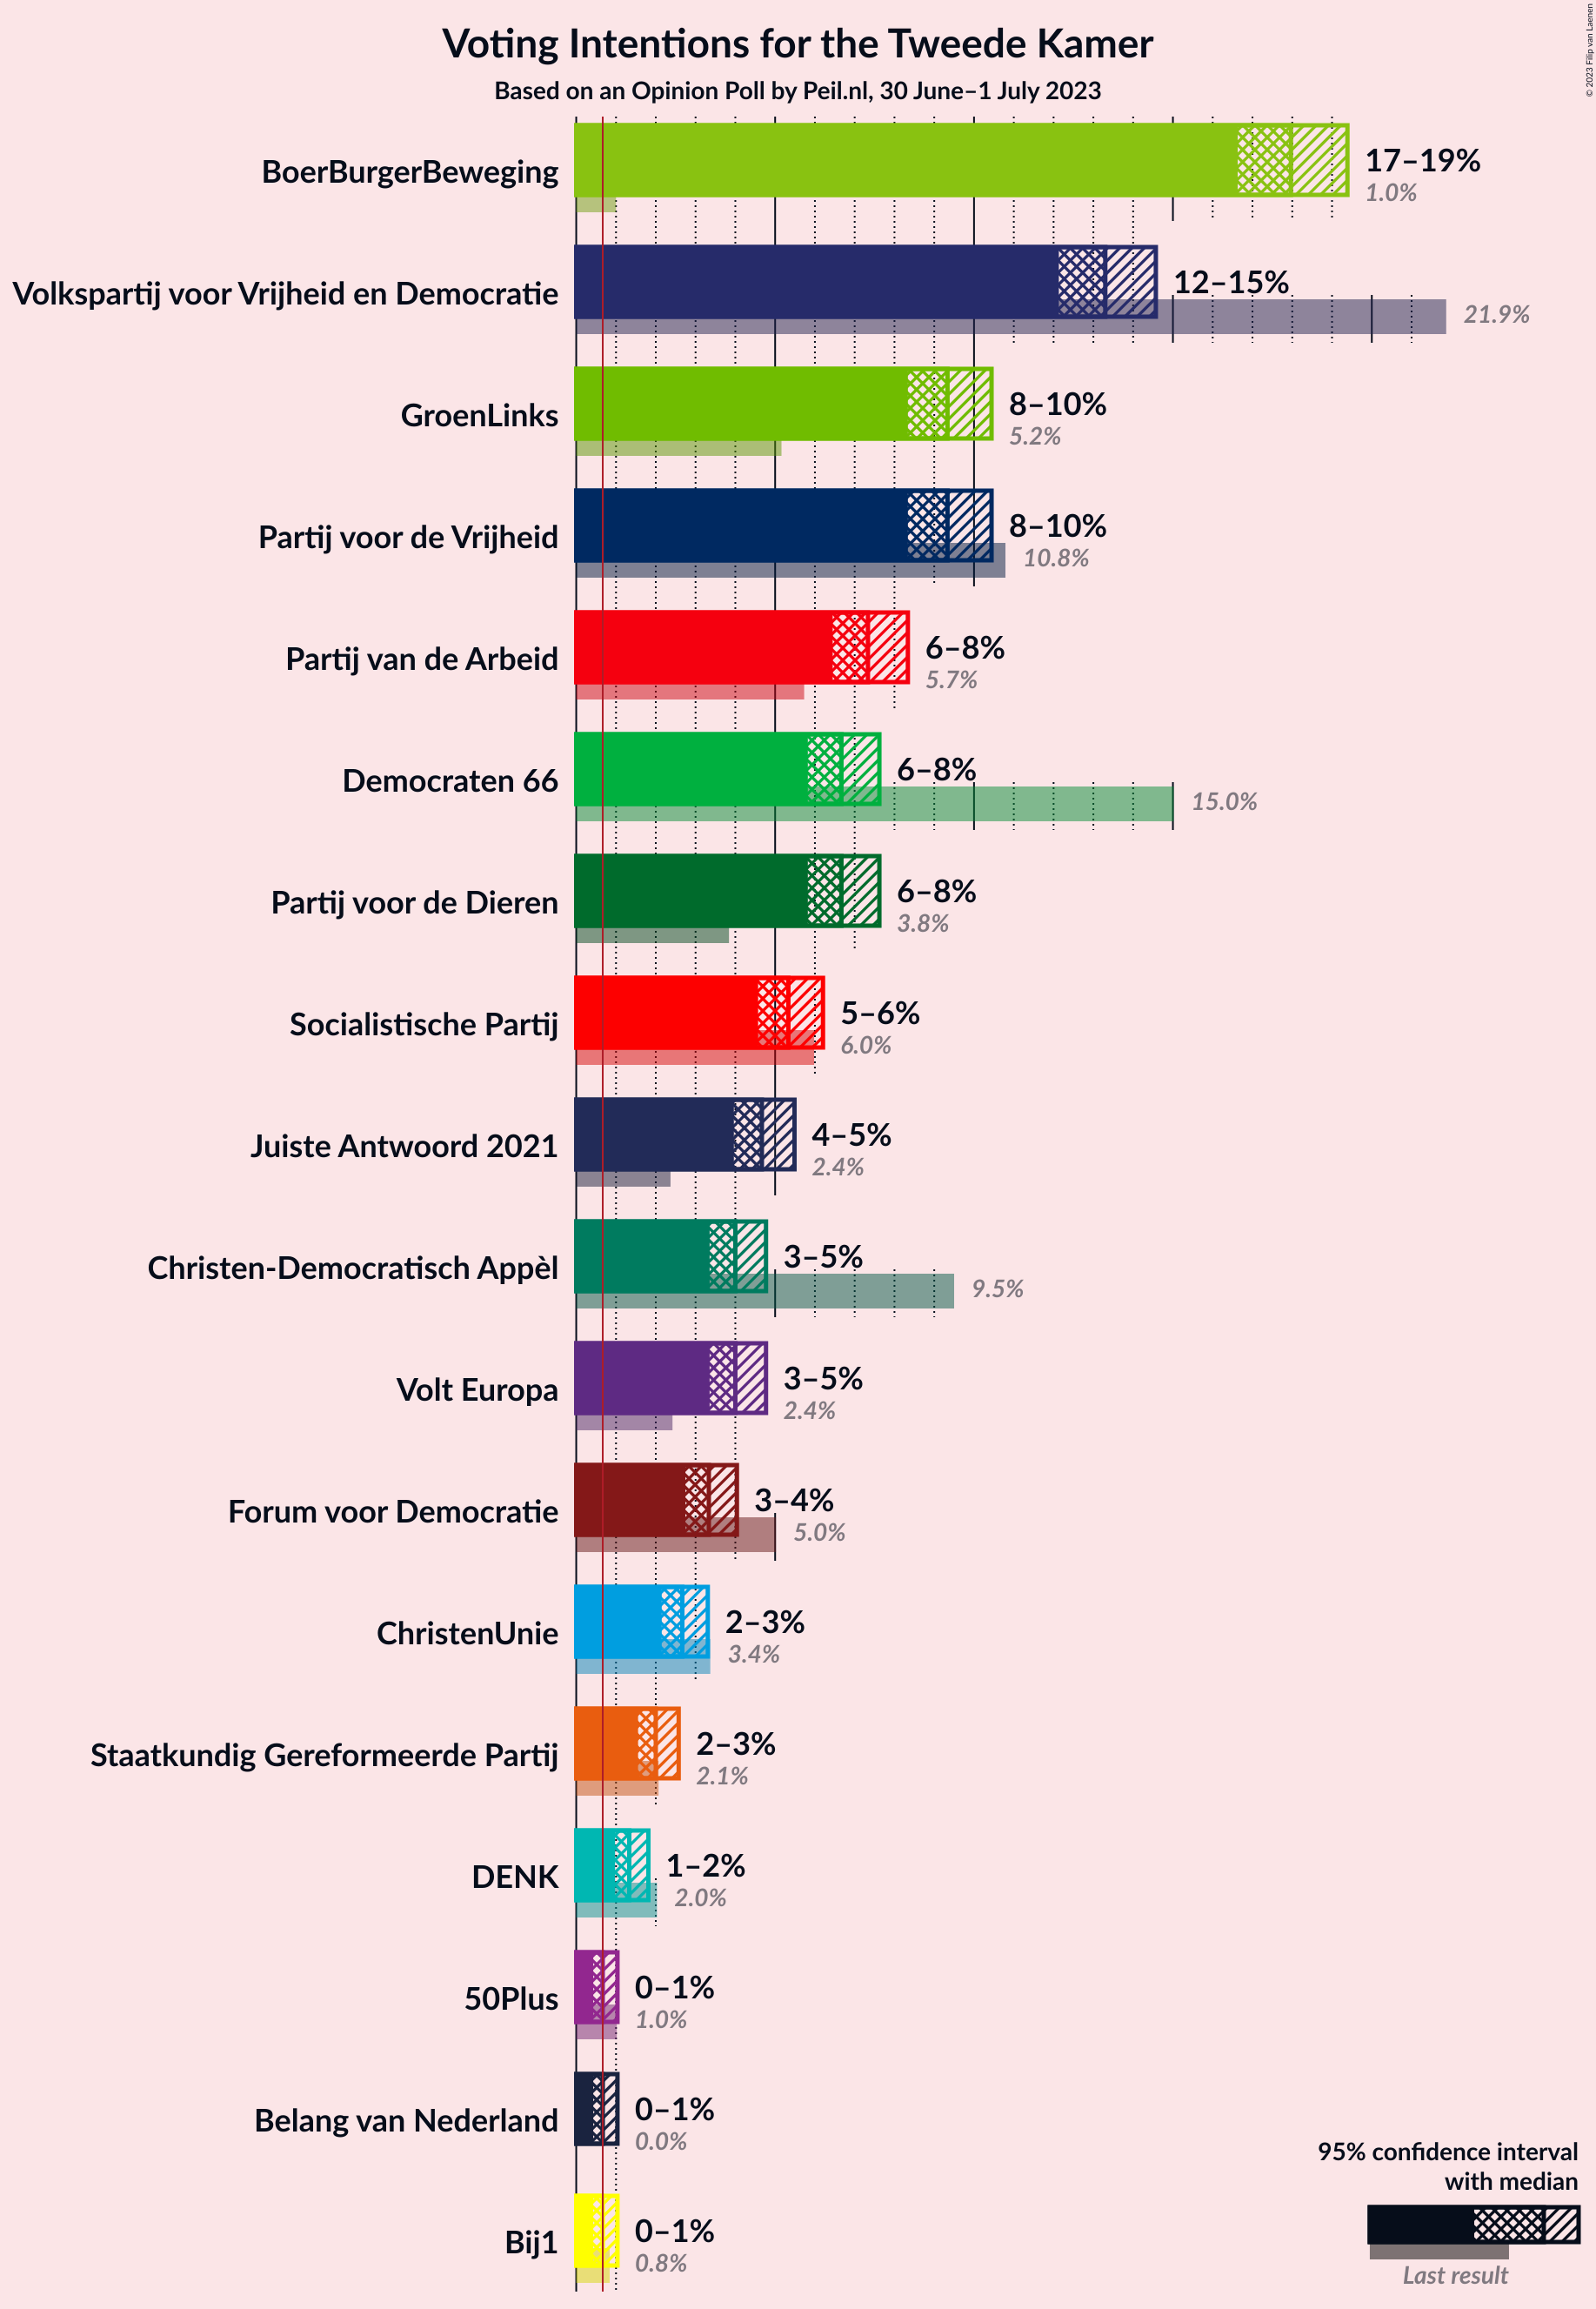 Voting Intentions for the Tweede Kamer
Based on an Opinion Poll by Peil.nl, 30 June–1 July 2023
© 2023 Filip van Laenen
BoerBurgerBeweging
17–19%
1.0%
Volkspartij voor Vrijheid en Democratie
12–15%
21.9%
GroenLinks
8–10%
5.2%
Partij voor de Vrijheid
8–10%
10.8%
Partij van de Arbeid
6–8%
5.7%
Democraten 66
6–8%
15.0%
Partij voor de Dieren
6–8%
3.8%
Socialistische Partij
5–6%
6.0%
Juiste Antwoord 2021
4–5%
2.4%
Christen-Democratisch Appèl
3–5%
9.5%
Volt Europa
3–5%
2.4%
Forum voor Democratie
3–4%
5.0%
ChristenUnie
2–3%
3.4%
Staatkundig Gereformeerde Partij
2–3%
2.1%
DENK
1–2%
2.0%
50Plus
0–1%
1.0%
Belang van Nederland
0–1%
0.0%
Bij1
0–1%
0.8%
95% confidence interval
with median
Last result